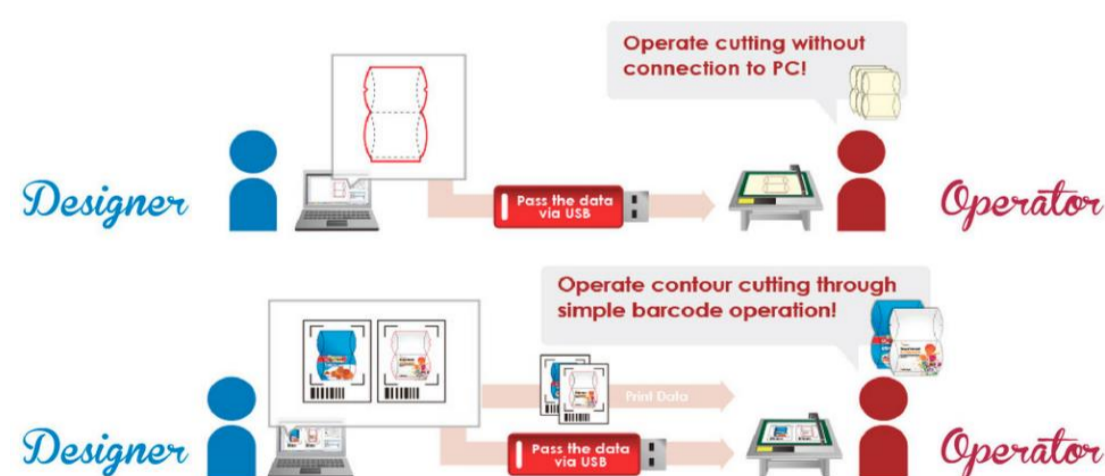 Operate cutting without
connection to PC!
Designer
Pass the data
via USB
Operator
Operate contour cutting through
simple barcode operation!
Print Data
Designer
Pass the data
via USB
Operator